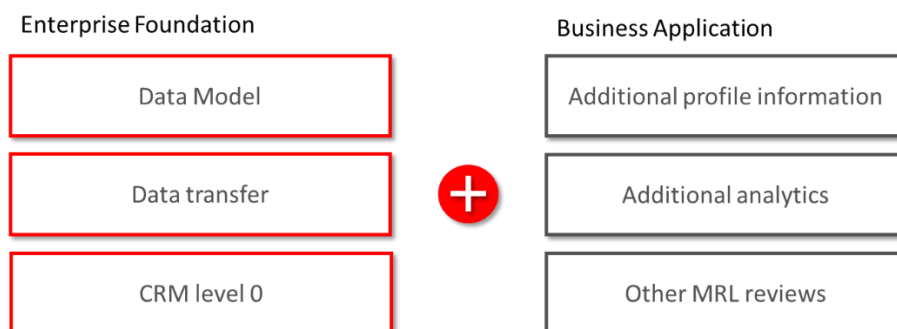 Enterprise Foundation
Data Model
Data transfer
CRM level 0
Business Application
Additional profile information
Additional analytics
Other MRL reviews